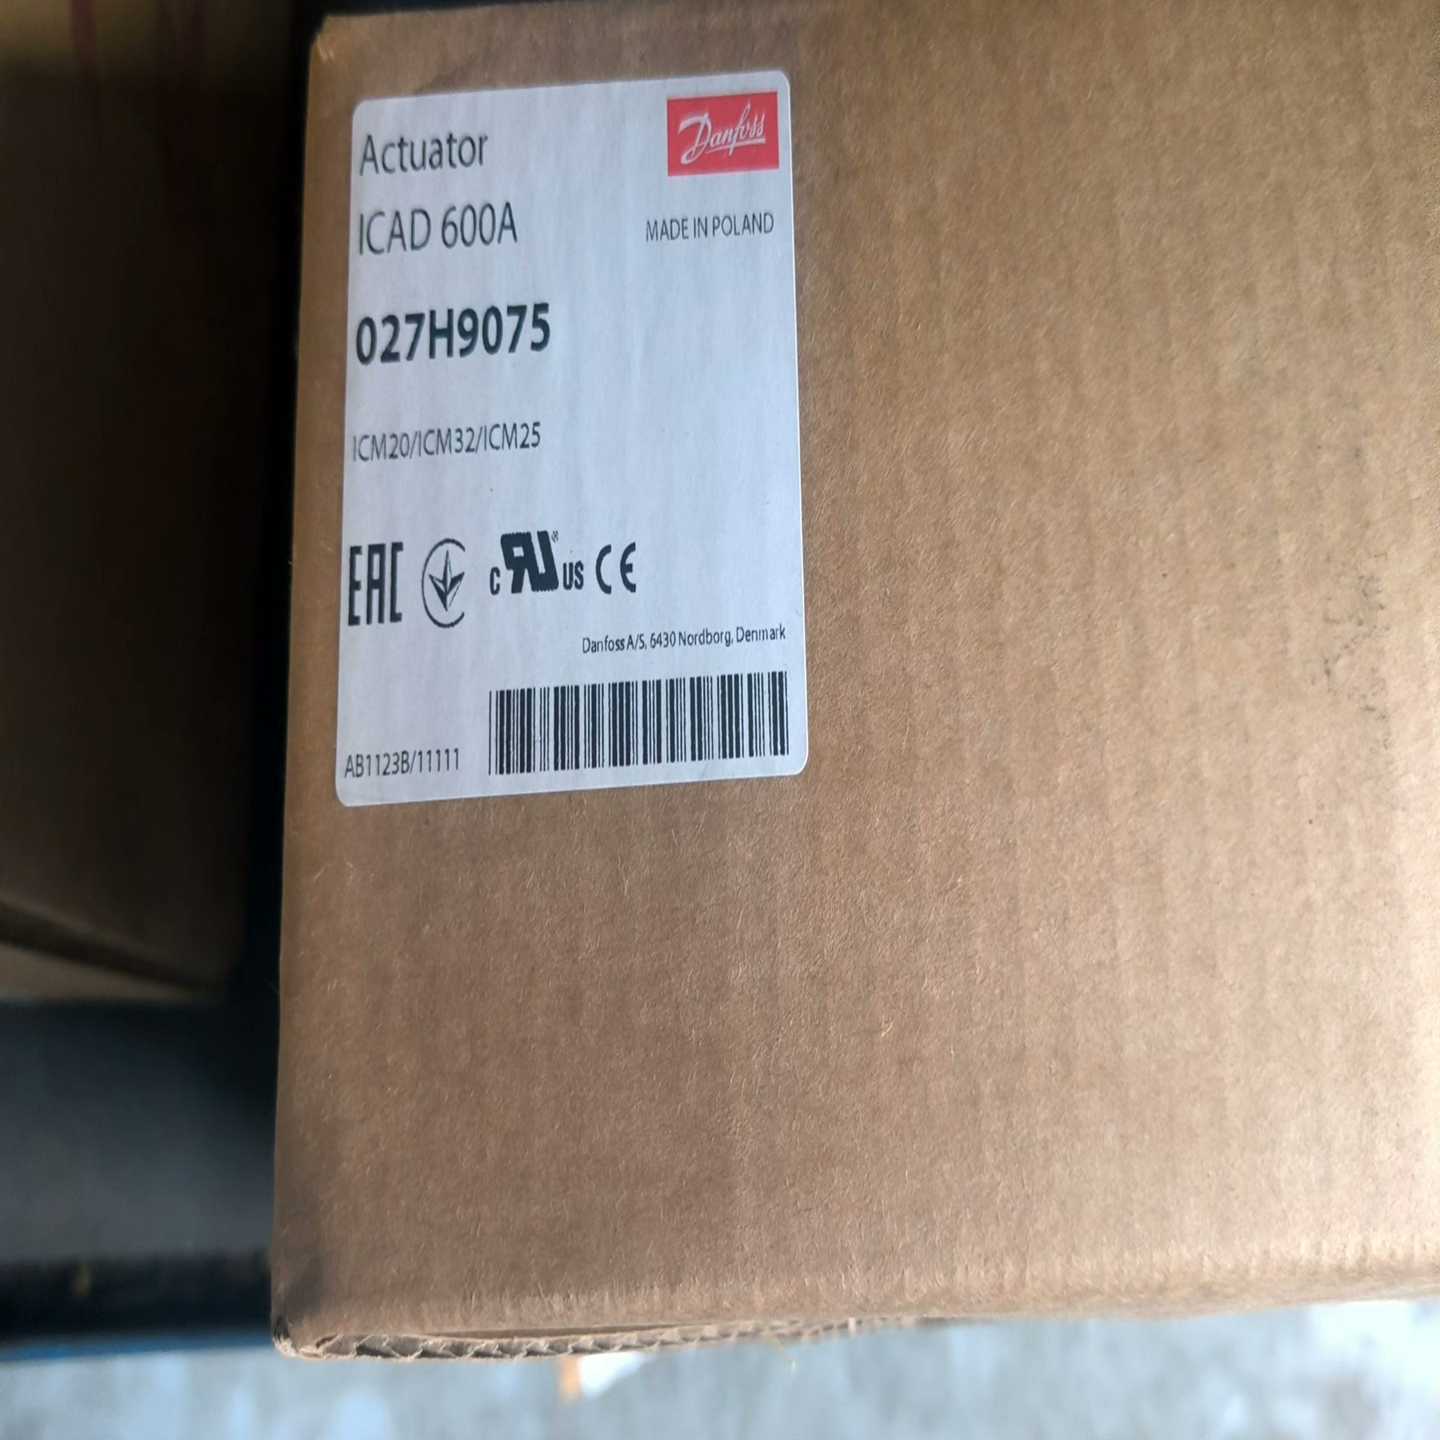 Actuator
Danfoss
ICAD 600A
MADE IN POLAND
027H9075
ICM20/ICM32/ICM25
EAC
c RU® US CE
Danfoss A/S, 6430 Nordborg, Denmark
AB1123B/11111